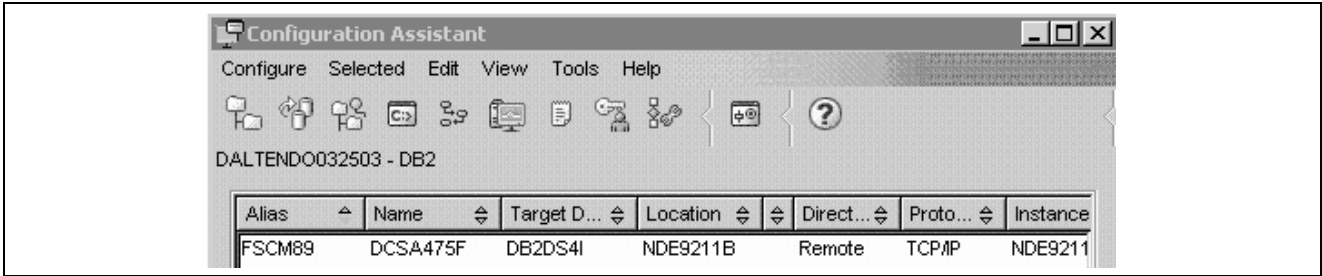 Configuration Assistant
Configure Selected Edit View Tools Help
C:>
?
DALTENDO032503 - DB2
Alias Name Target D... Location Direct... Proto... Instance
FSCM89 DCSA475F DB2DS4I NDE9211B Remote TCP/IP NDE9211